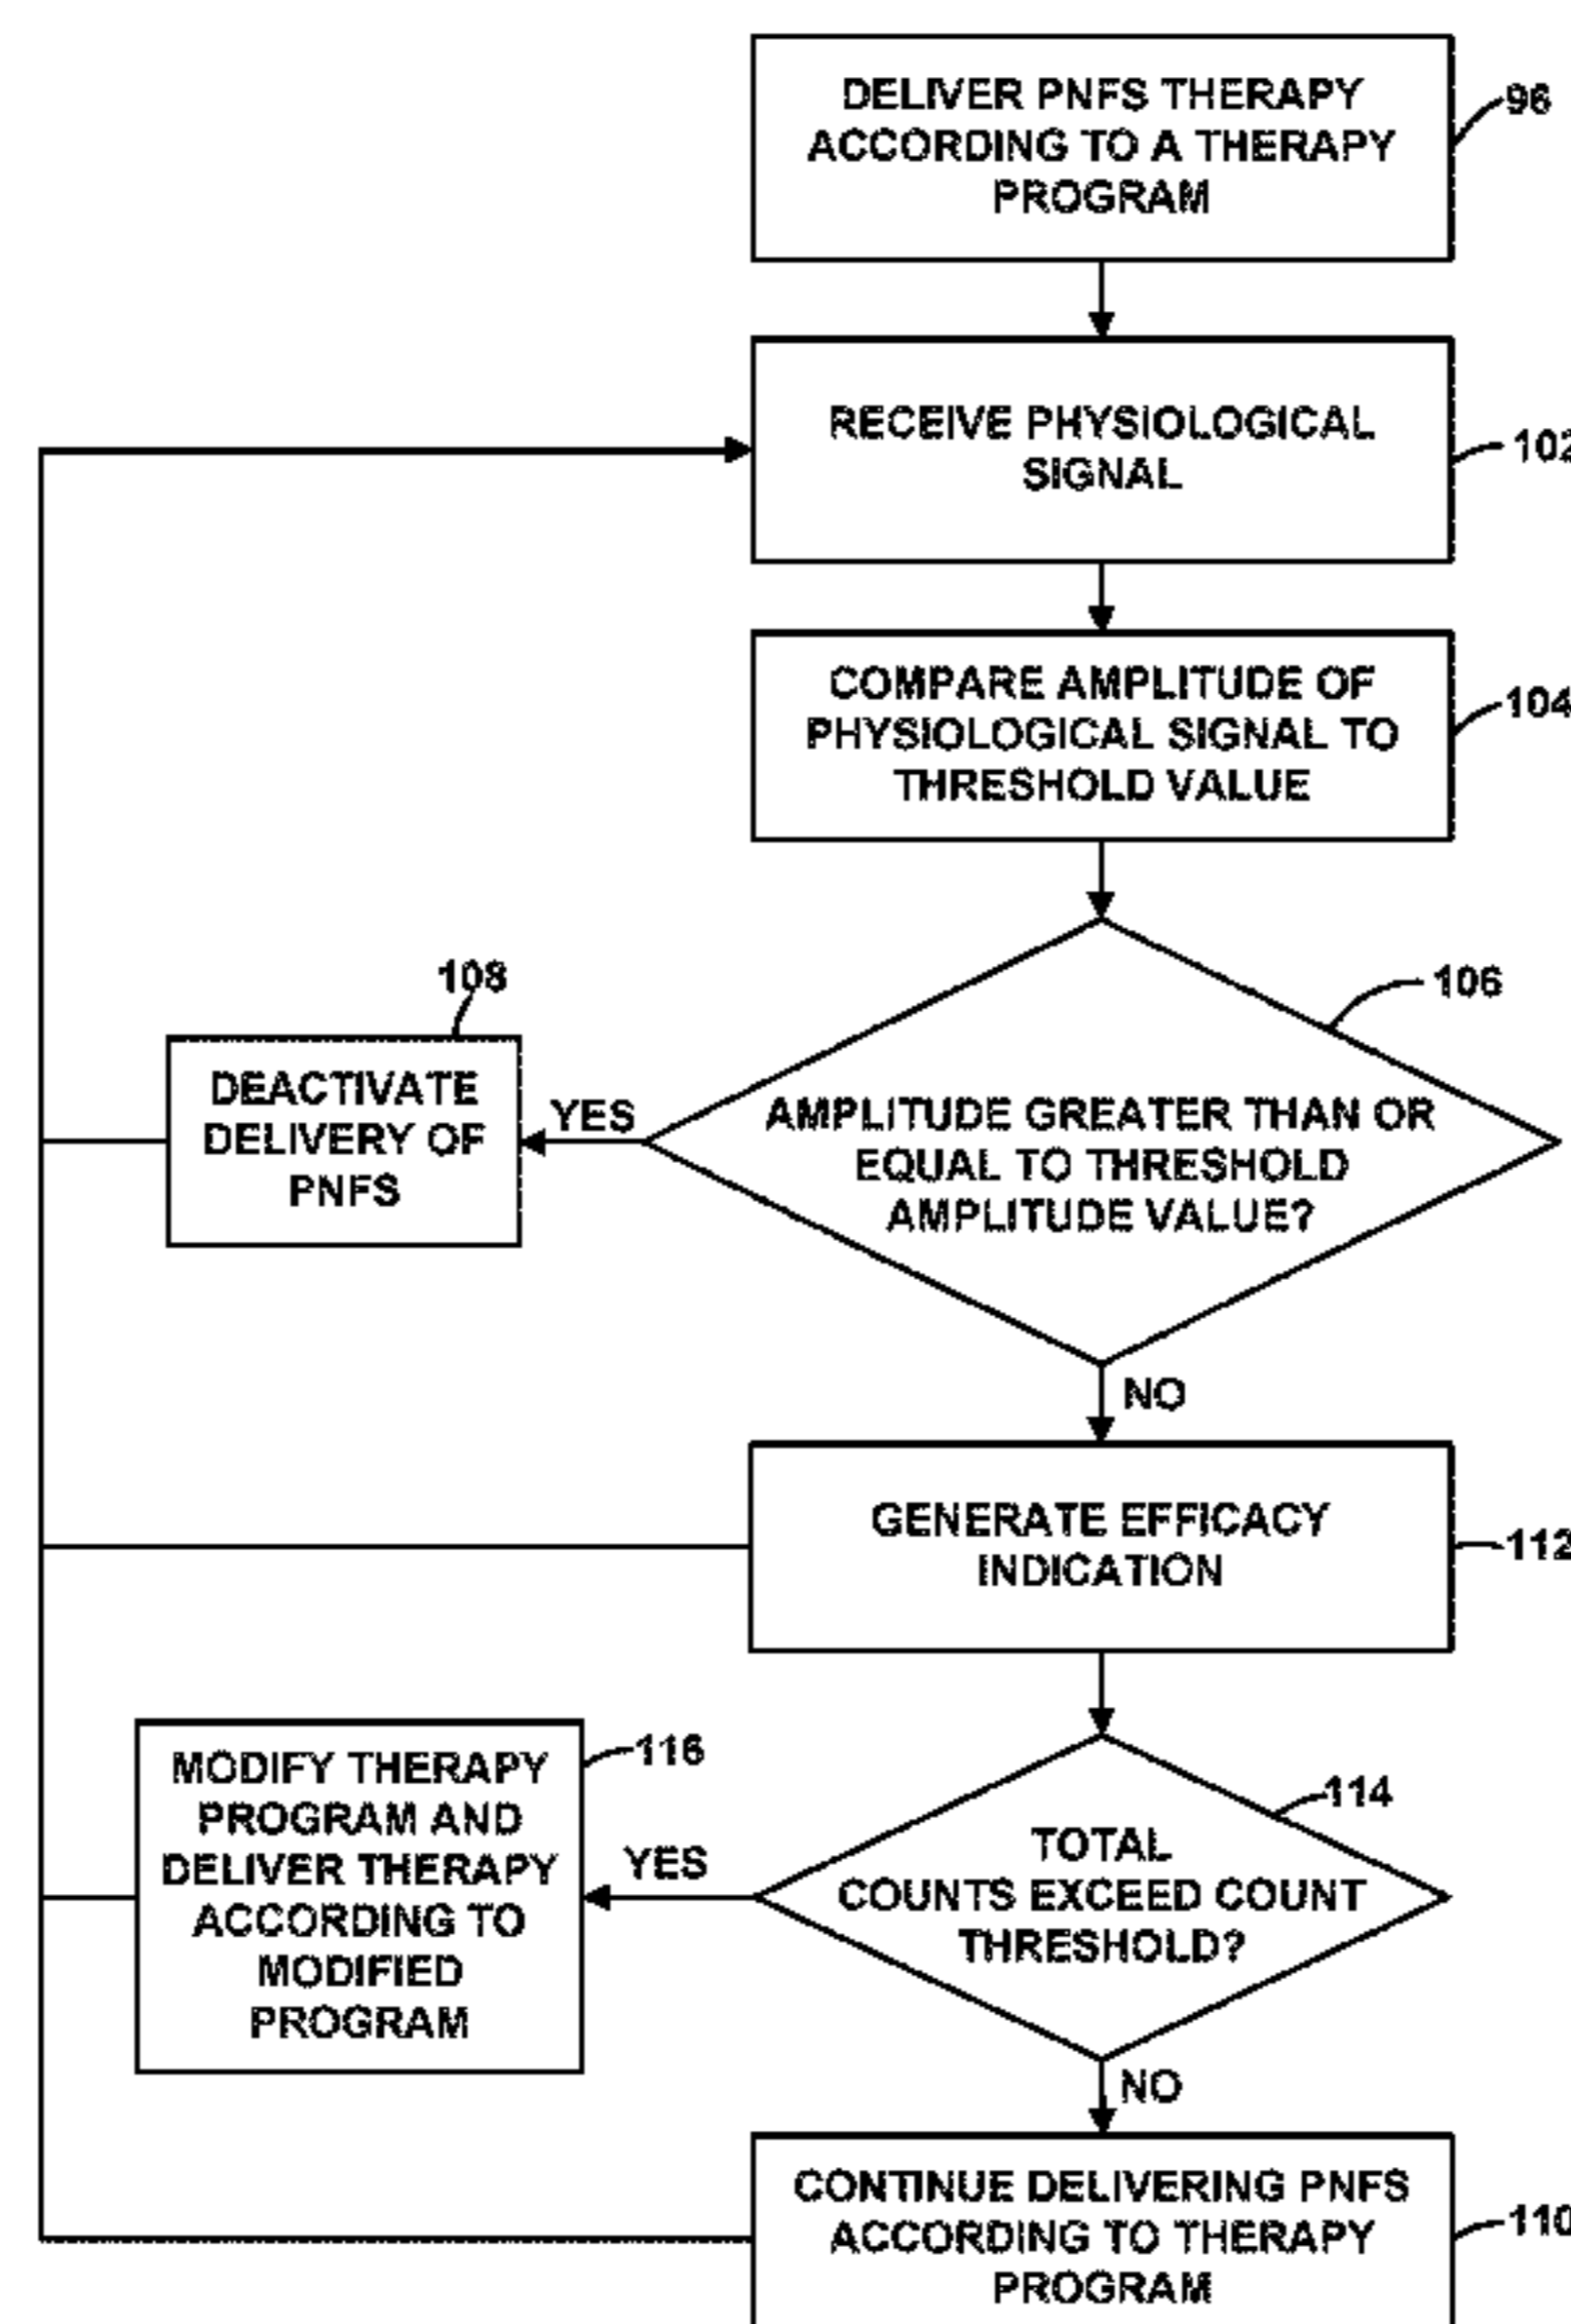 DELIVER PNFS THERAPY
ACCORDING TO A THERAPY
PROGRAM
96
RECEIVE PHYSIOLOGICAL
SIGNAL
102
COMPARE AMPLITUDE OF
PHYSIOLOGICAL SIGNAL TO
THRESHOLD VALUE
104
AMPLITUDE GREATER THAN OR
EQUAL TO THRESHOLD
AMPLITUDE VALUE?
106
YES
108
DEACTIVATE
DELIVERY OF
PNFS
NO
GENERATE EFFICACY
INDICATION
112
TOTAL
COUNTS EXCEED COUNT
THRESHOLD?
114
YES
116
MODIFY THERAPY
PROGRAM AND
DELIVER THERAPY
ACCORDING TO
MODIFIED
PROGRAM
NO
CONTINUE DELIVERING PNFS
ACCORDING TO THERAPY
PROGRAM
110